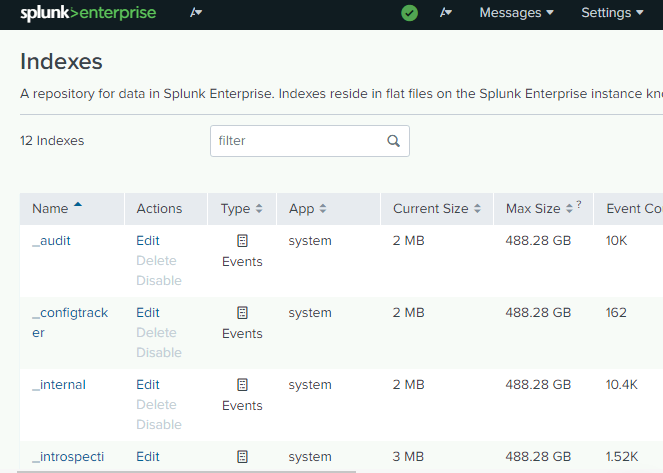 splunk>enterprise A Messages Settings
Indexes
A repository for data in Splunk Enterprise. Indexes reside in flat files on the Splunk Enterprise instance kn
12 Indexes filter
Name Actions Type App Current Size Max Size ? Event Co
_audit Edit system 2 MB 488.28 GB 10K
Delete Events
Disable
_configtrack Edit system 2 MB 488.28 GB 162
er Delete Events
Disable
_internal Edit system 2 MB 488.28 GB 10.4K
Delete Events
Disable
_introspecti Edit system 3 MB 488.28 GB 1.52K